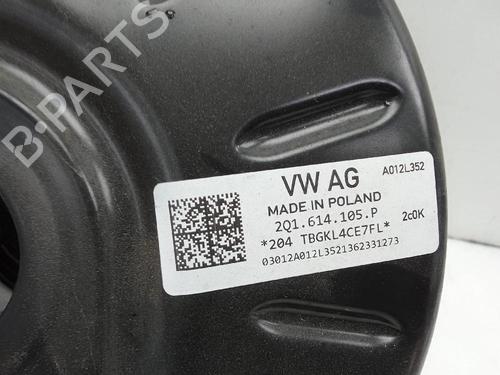 B-PARTS
VW AG
A012L352
MADE IN POLAND
2Q1.614.105.P
2c0K
*204 TBGKL4CE7FL*
03012A012L3521362331273